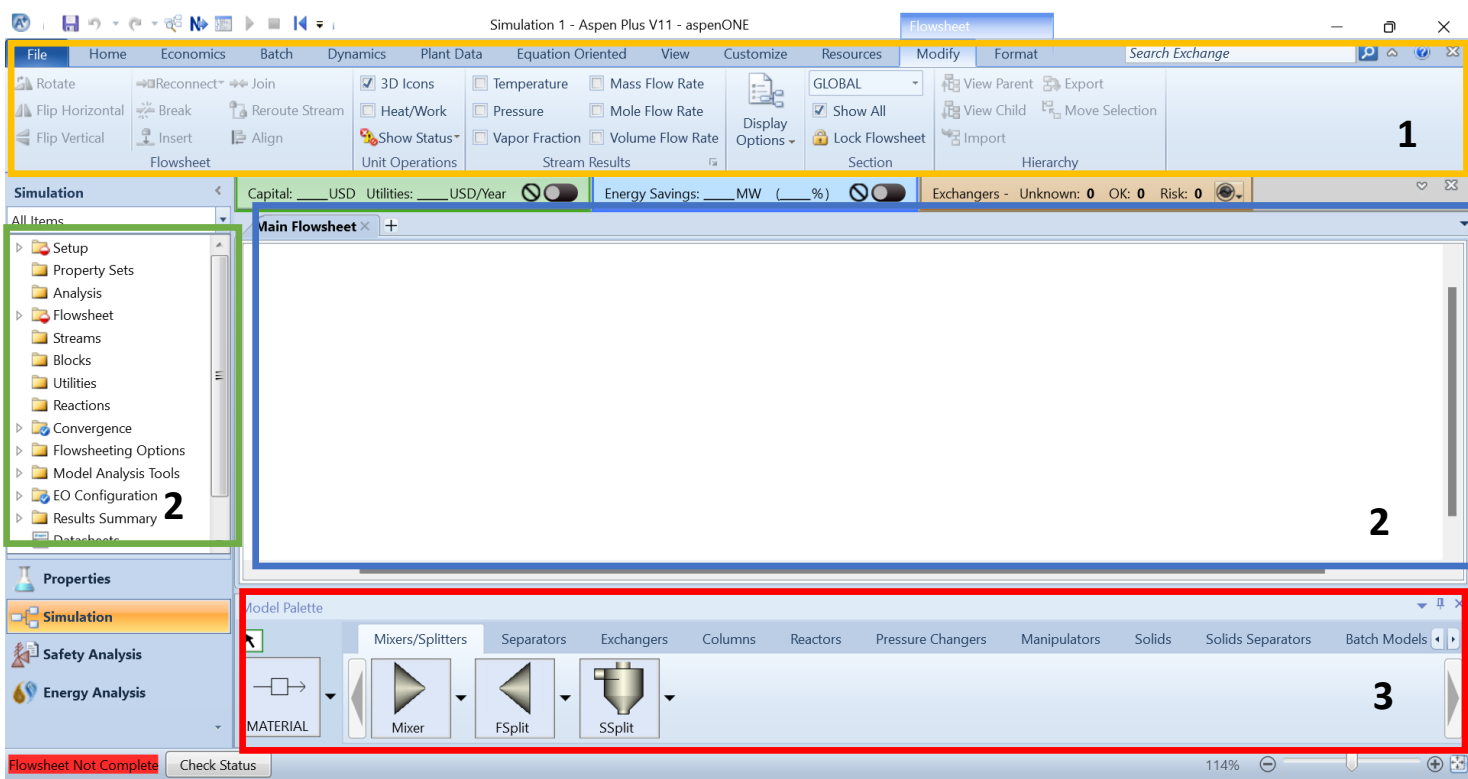 Simulation 1 - Aspen Plus V11 - aspenONE
Flowsheet
File Home Economics Batch Dynamics Plant Data Equation Oriented View Customize Resources Modify Format Search Exchange
Rotate Reconnect Join 3D Icons Temperature Mass Flow Rate GLOBAL View Parent Export
Flip Horizontal Break Reroute Stream Heat/Work Pressure Mole Flow Rate Show All View Child Move Selection
Flip Vertical Insert Align Show Status Vapor Fraction Volume Flow Rate Display Options Lock Flowsheet Import
Flowsheet Unit Operations Stream Results Section Hierarchy
1
Simulation
Capital: ____USD Utilities: ____USD/Year Energy Savings: ____MW (____%) Exchangers - Unknown: 0 OK: 0 Risk: 0
All Items
Main Flowsheet
Setup
Property Sets
Analysis
Flowsheet
Streams
Blocks
Utilities
Reactions
Convergence
Flowsheeting Options
Model Analysis Tools
EO Configuration
Results Summary
Datasheets
2
2
Properties
Simulation
Safety Analysis
Energy Analysis
Model Palette
Mixers/Splitters Separators Exchangers Columns Reactors Pressure Changers Manipulators Solids Solids Separators Batch Models
MATERIAL Mixer FSplit SSplit
3
Flowsheet Not Complete Check Status 114%